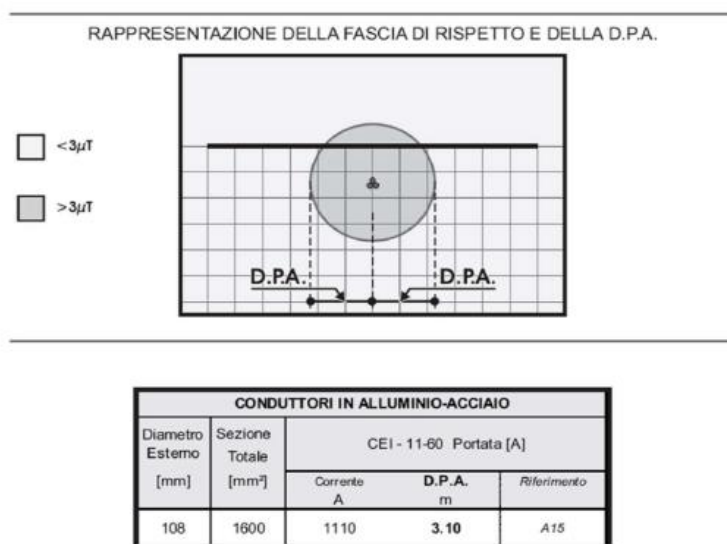 RAPPRESENTAZIONE DELLA FASCIA DI RISPETTO E DELLA D.P.A.
<3μT
>3μT
D.P.A. D.P.A.
CONDUTTORI IN ALLUMINIO-ACCIAIO
Diametro Esterno [mm]
Sezione Totale [mm²]
CEI - 11-60 Portata [A]
Corrente A
D.P.A. m
Riferimento
108 1600 1110 3.10 A15